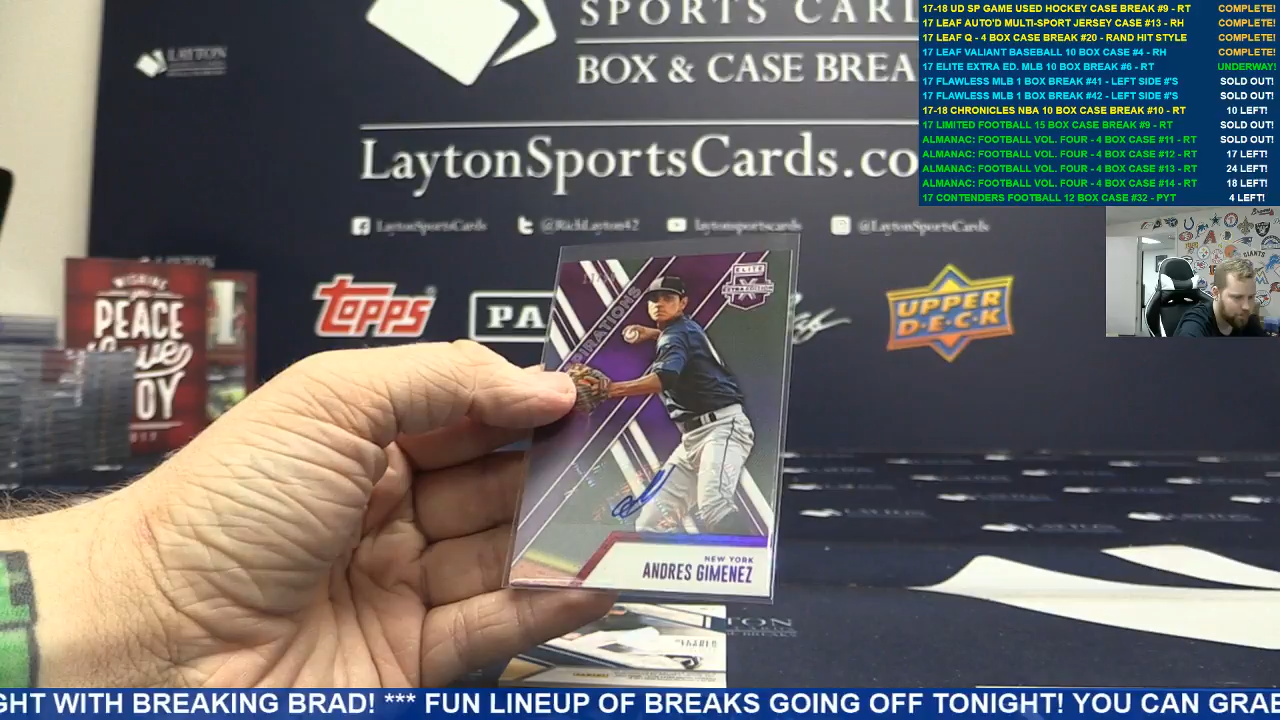 SPORTS CARD
BOX & CASE BREA
LaytonSportsCards.co
LaytonSportsCards
@RichLayton42
laytonsportscards
LaytonSportsCards
LAYTON
PEACE
Love
JOY
TOPPS
PA
UPPER
DECK
ELITE
EXTRA EDITION
PIRATIONS
NEW YORK
ANDRES GIMENEZ
17-18 UD SP GAME USED HOCKEY CASE BREAK #9 - RT COMPLETE!
17 LEAF AUTO'D MULTI-SPORT JERSEY CASE #13 - RH COMPLETE!
17 LEAF Q - 4 BOX CASE BREAK #20 - RAND HIT STYLE COMPLETE!
17 LEAF VALIANT BASEBALL 10 BOX CASE #4 - RH COMPLETE!
17 ELITE EXTRA ED. MLB 10 BOX BREAK #6 - RT UNDERWAY!
17 FLAWLESS MLB 1 BOX BREAK #41 - LEFT SIDE #'S SOLD OUT!
17 FLAWLESS MLB 1 BOX BREAK #42 - LEFT SIDE #'S SOLD OUT!
17-18 CHRONICLES NBA 10 BOX CASE BREAK #10 - RT 10 LEFT!
17 LIMITED FOOTBALL 15 BOX CASE BREAK #9 - RT SOLD OUT!
ALMANAC: FOOTBALL VOL. FOUR - 4 BOX CASE #11 - RT SOLD OUT!
ALMANAC: FOOTBALL VOL. FOUR - 4 BOX CASE #12 - RT 17 LEFT!
ALMANAC: FOOTBALL VOL. FOUR - 4 BOX CASE #13 - RT 24 LEFT!
ALMANAC: FOOTBALL VOL. FOUR - 4 BOX CASE #14 - RT 18 LEFT!
17 CONTENDERS FOOTBALL 12 BOX CASE #32 - PYT 4 LEFT!
GHT WITH BREAKING BRAD! *** FUN LINEUP OF BREAKS GOING OFF TONIGHT! YOU CAN GRAB